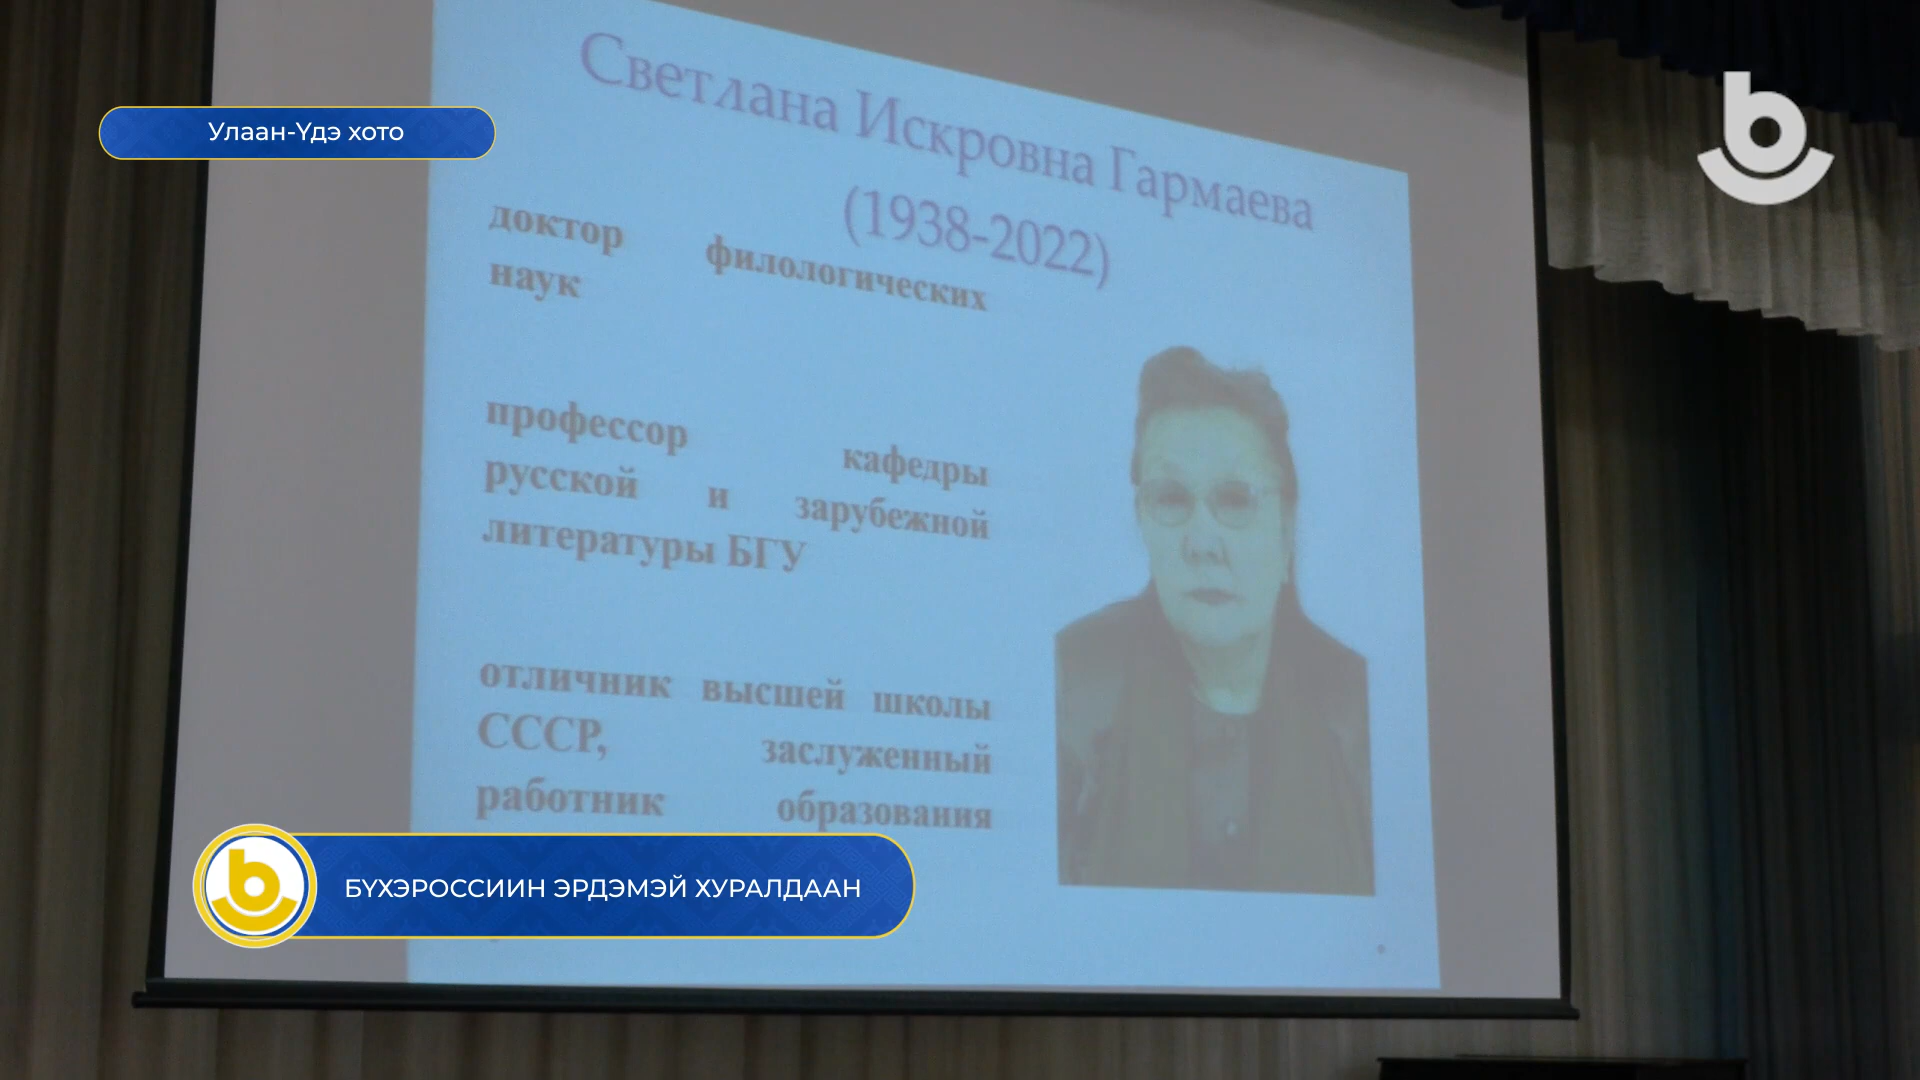 Улаан-Үдэ хото
Светлана Искровна Гармаева
(1938-2022)
доктор филологических
наук
профессор кафедры
русской и зарубежной
литературы БГУ
отличник высшей школы
СССР, заслуженный
работник образования
БҮХЭРОССИИН ЭРДЭМЭЙ ХУРАЛДААН